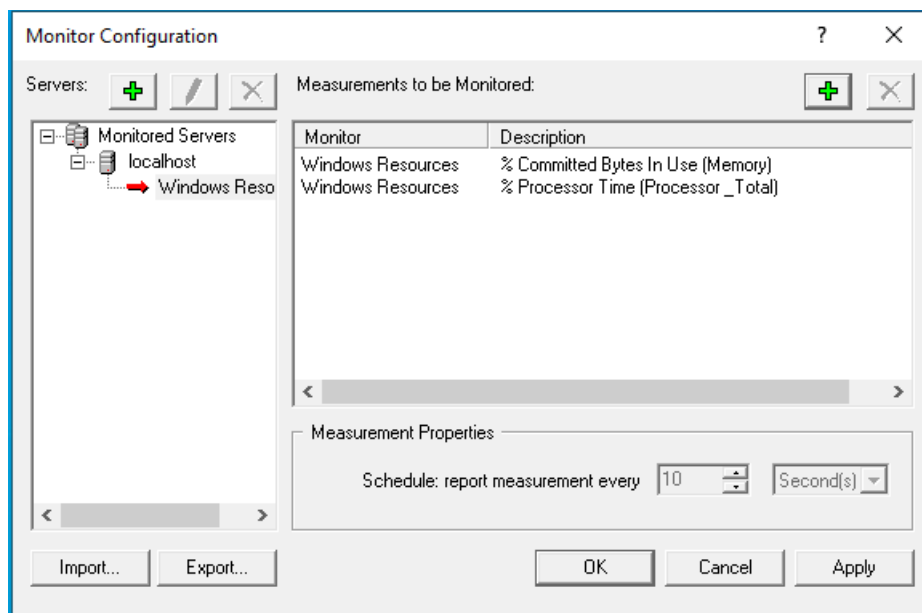 Monitor Configuration
?
Servers:
Measurements to be Monitored:
Monitored Servers
localhost
Windows Reso
Monitor Description
Windows Resources % Committed Bytes In Use (Memory)
Windows Resources % Processor Time (Processor _Total)
Measurement Properties
Schedule: report measurement every 10 Second(s)
Import... Export... OK Cancel Apply